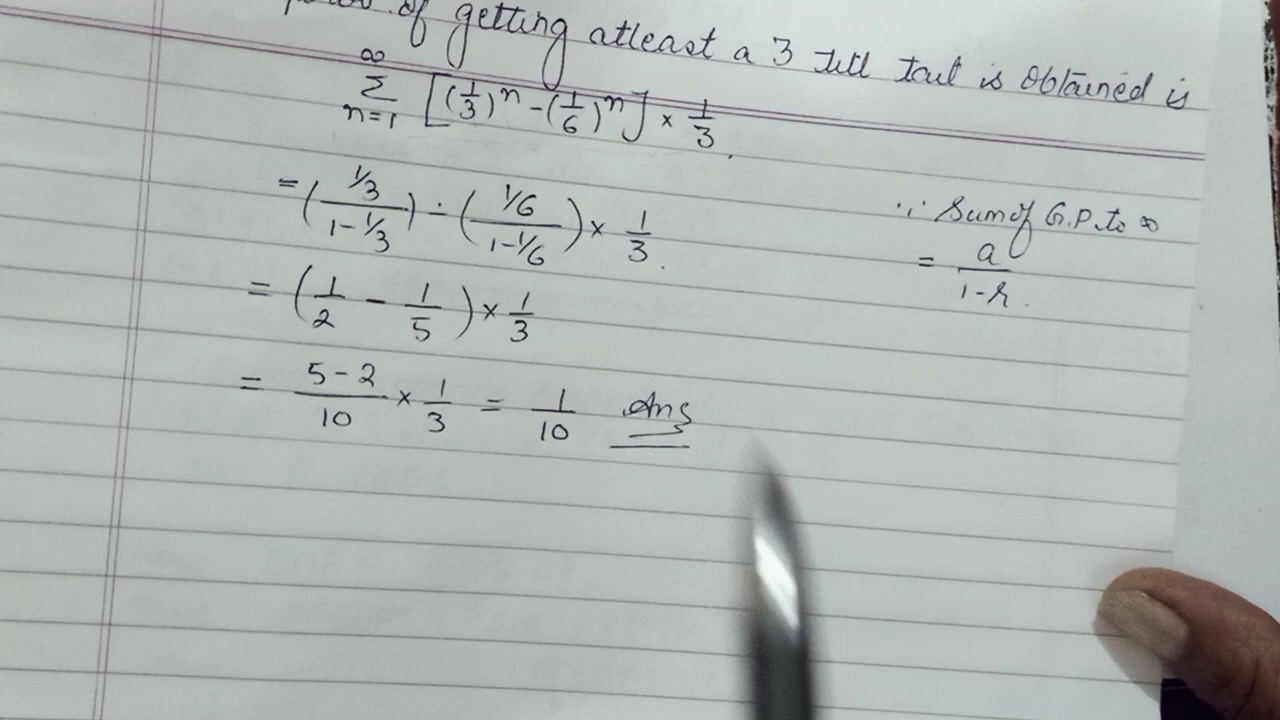 of getting atleast a 3 till tail is obtained is
∞
Σ [(1/3)^n - (1/6)^n] × 1/3.
n=1
= ((1/3)/(1-1/3)) - ((1/6)/(1-1/6)) × 1/3.
∵ Sum of G.P. to ∞
= a/(1-r).
= (1/2 - 1/5) × 1/3
= (5-2)/10 × 1/3 = 1/10 Ans